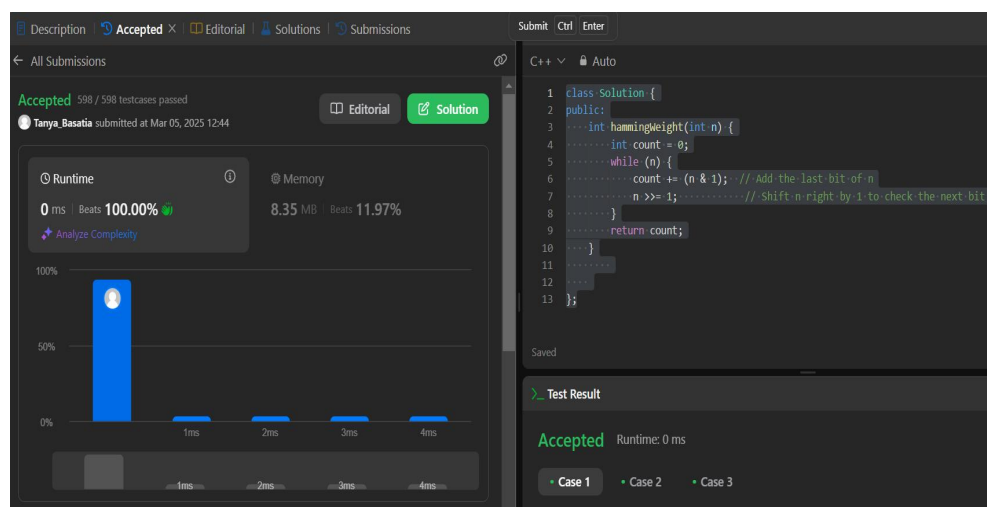 Description Accepted × Editorial Solutions Submissions
Submit Ctrl Enter
All Submissions
Accepted 598 / 598 testcases passed
Tanya_Basatia submitted at Mar 05, 2025 12:44
Editorial Solution
Runtime Memory
0 ms Beats 100.00% 8.35 MB Beats 11.97%
Analyze Complexity
100%
50%
0%
1ms 2ms 3ms 4ms
1ms 2ms 3ms 4ms
C++ Auto
1 class Solution {
2 public:
3     int hammingWeight(int n) {
4         int count = 0;
5         while (n) {
6             count += (n & 1);  // Add the last bit of n
7             n >>= 1;           // Shift n right by 1 to check the next bit
8         }
9         return count;
10     }
11
12
13 };
Saved
>_ Test Result
Accepted Runtime: 0 ms
• Case 1 • Case 2 • Case 3